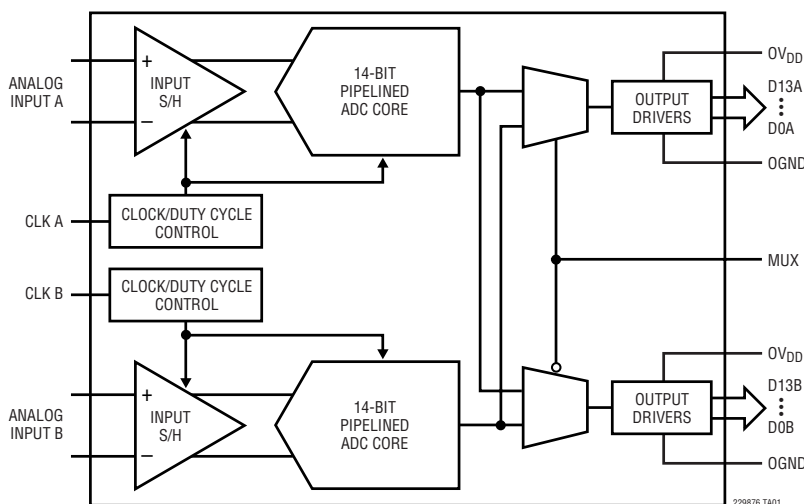 ANALOG
INPUT A
+
−
INPUT
S/H
14-BIT
PIPELINED
ADC CORE
OUTPUT
DRIVERS
OVDD
D13A
D0A
OGND
CLK A
CLOCK/DUTY CYCLE
CONTROL
MUX
CLK B
CLOCK/DUTY CYCLE
CONTROL
ANALOG
INPUT B
+
−
INPUT
S/H
14-BIT
PIPELINED
ADC CORE
OUTPUT
DRIVERS
OVDD
D13B
D0B
OGND
229876 TA01